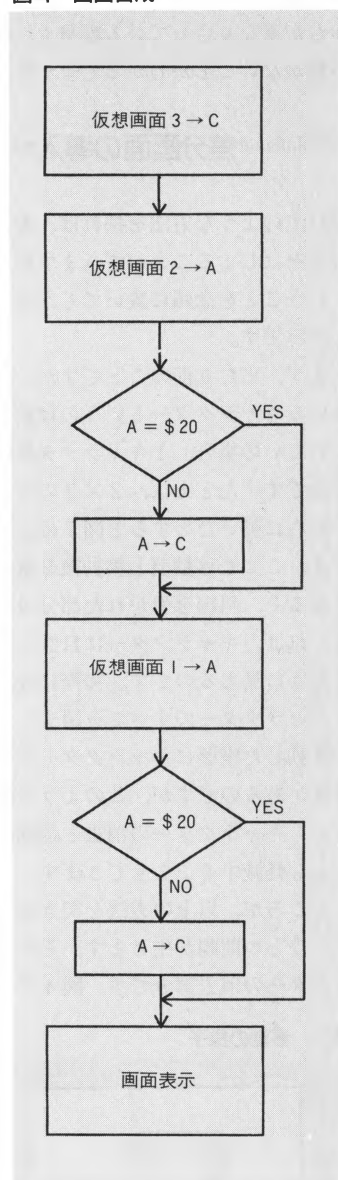 仮想画面3→C
仮想画面2→A
A=$20
YES
NO
A→C
仮想画面1→A
A=$20
YES
NO
A→C
画面表示